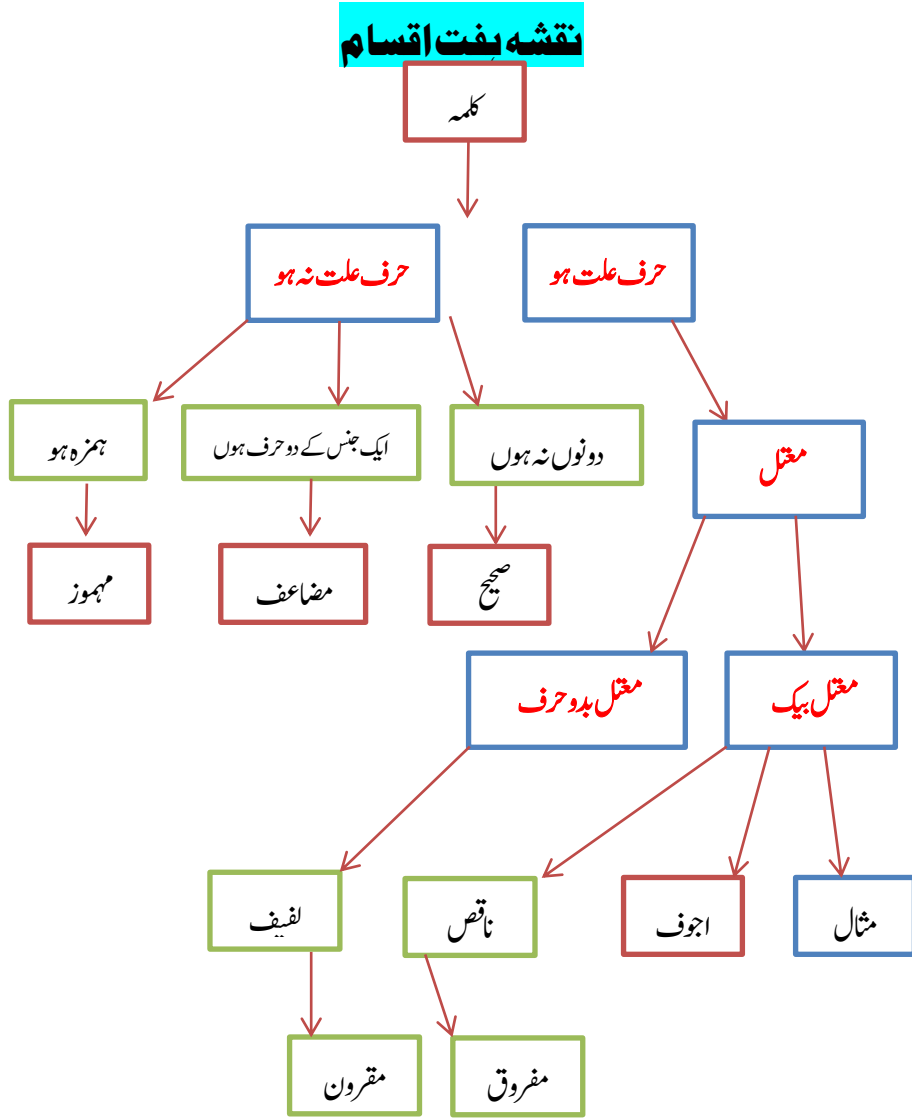 نقشہ ہفت اقسام
کلمہ
حرف علت ہو
حرف علت نہ ہو
دونوں نہ ہوں
ایک جنس کے دو حرف ہوں
ہمزہ ہو
معتل
صحیح
مضاعف
مہموز
معتل بیک
معتل بدو حرف
مثال
اجوف
ناقص
لفیف
مفروق
مقرون